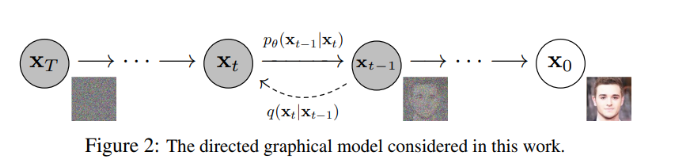 p_θ(x_{t−1}|x_t)
x_T ⟶ ··· ⟶ x_t ⟶ x_{t−1} ⟶ ··· ⟶ x_0
q(x_t|x_{t−1})
Figure 2: The directed graphical model considered in this work.